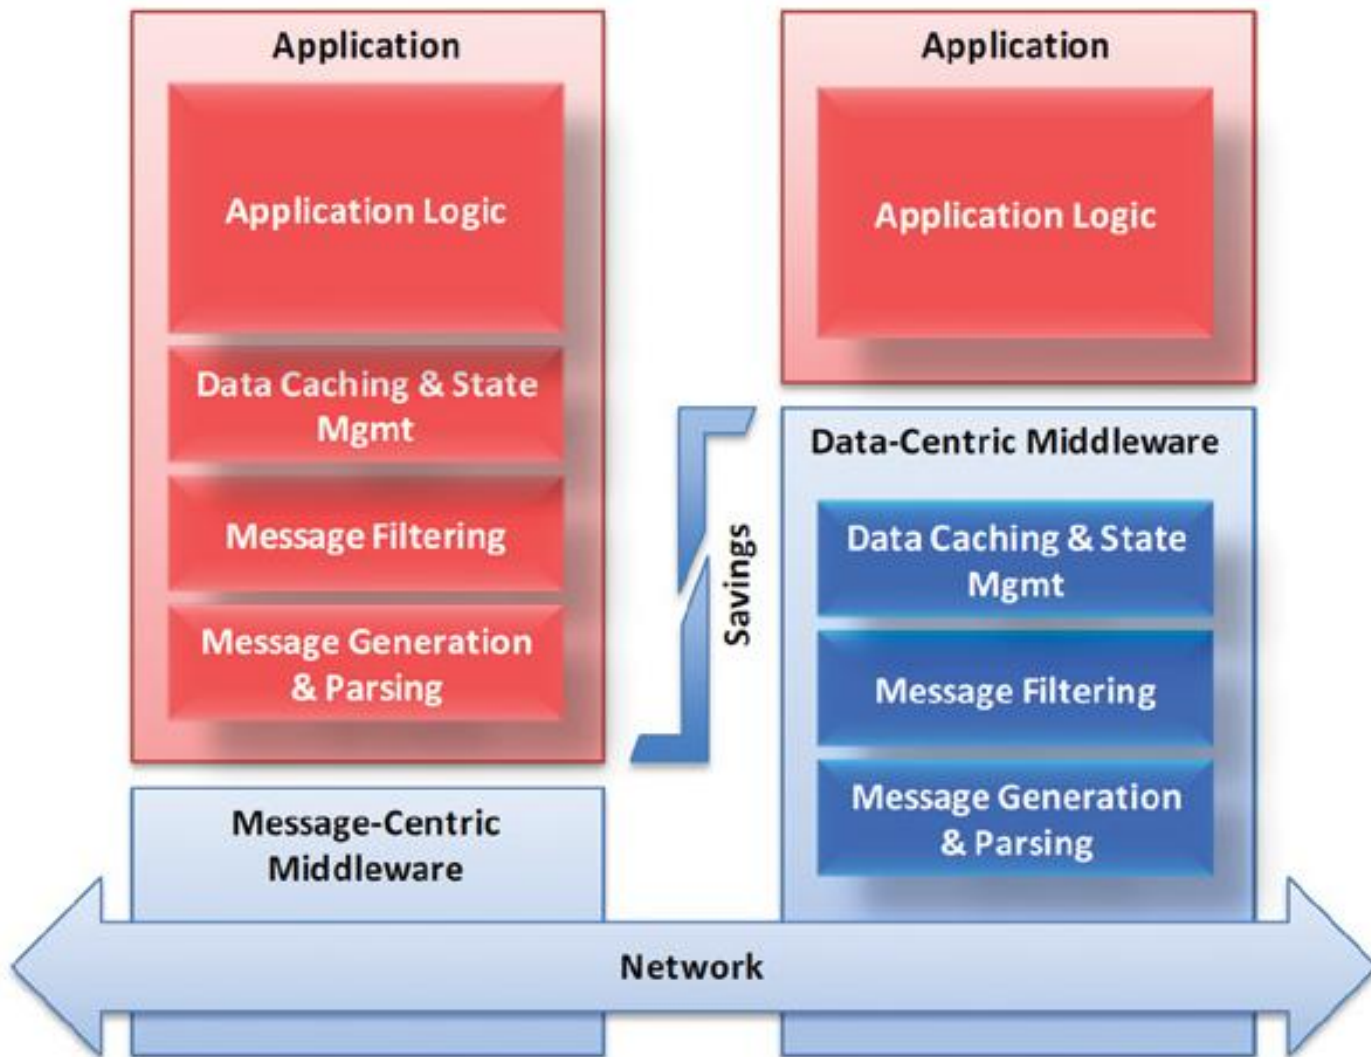 Application
Application Logic
Data Caching & State
Mgmt
Message Filtering
Message Generation
& Parsing
Message-Centric
Middleware
Savings
Application
Application Logic
Data-Centric Middleware
Data Caching & State
Mgmt
Message Filtering
Message Generation
& Parsing
Network